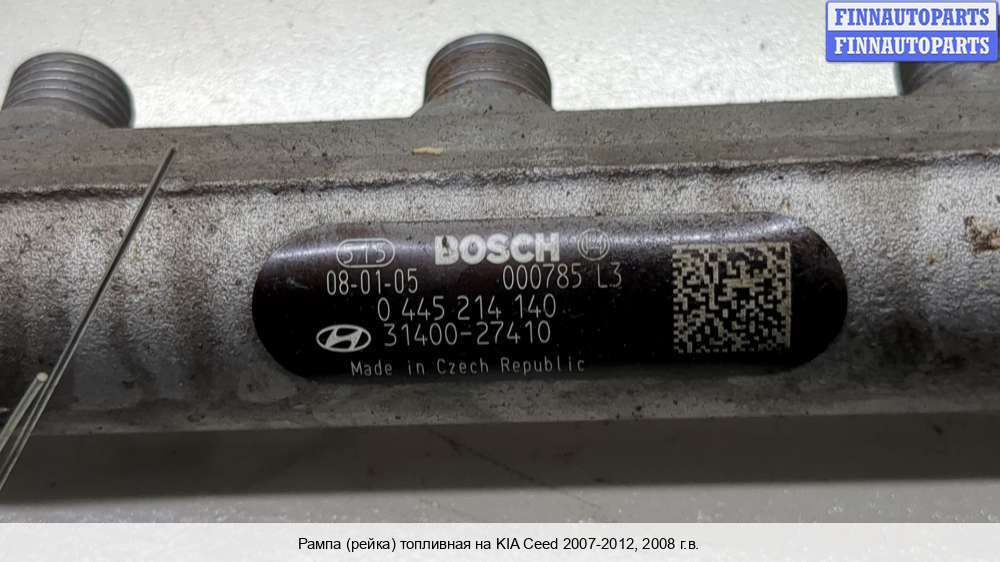 FINNAUTOPARTS
FINNAUTOPARTS
STS BOSCH
08-01-05 000785 L3
0 445 214 140
31400-27410
Made in Czech Republic
Рампа (рейка) топливная на KIA Ceed 2007-2012, 2008 г.в.